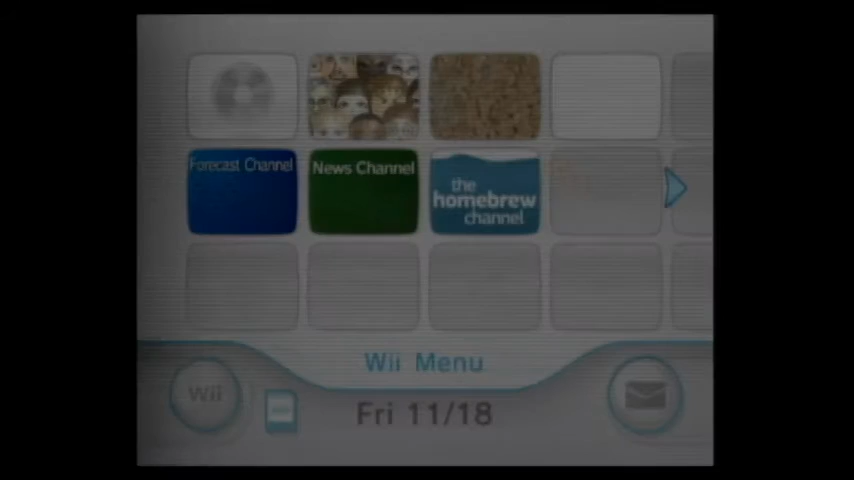 Forecast Channel
News Channel
the
homebrew
channel
Wii Menu
Wii
Fri 11/18